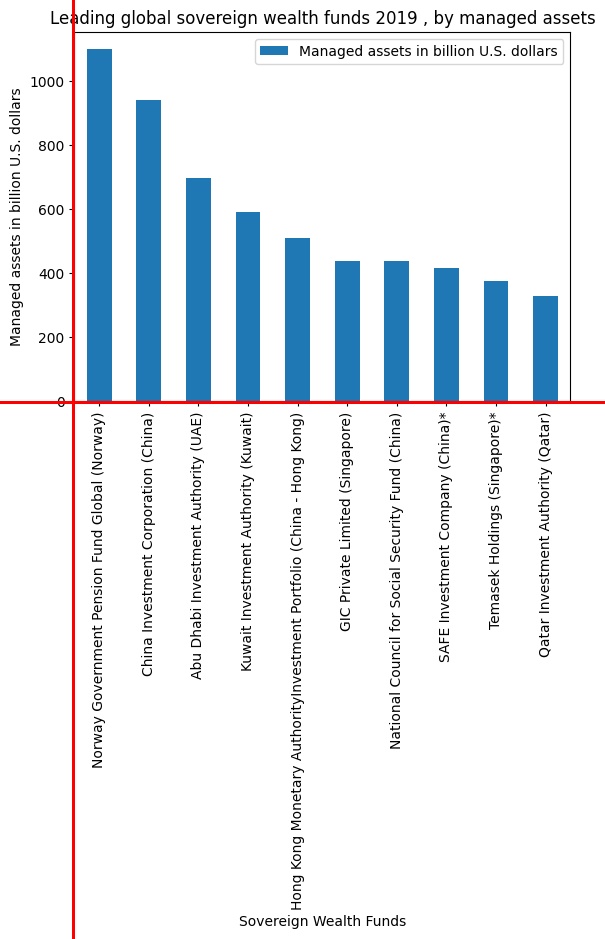 Leading global sovereign wealth funds 2019 , by managed assets
Managed assets in billion U.S. dollars
Managed assets in billion U.S. dollars
1000
800
600
400
200
0
Norway Government Pension Fund Global (Norway)
China Investment Corporation (China)
Abu Dhabi Investment Authority (UAE)
Kuwait Investment Authority (Kuwait)
Hong Kong Monetary AuthorityInvestment Portfolio (China - Hong Kong)
GIC Private Limited (Singapore)
National Council for Social Security Fund (China)
SAFE Investment Company (China)*
Temasek Holdings (Singapore)*
Qatar Investment Authority (Qatar)
Sovereign Wealth Funds